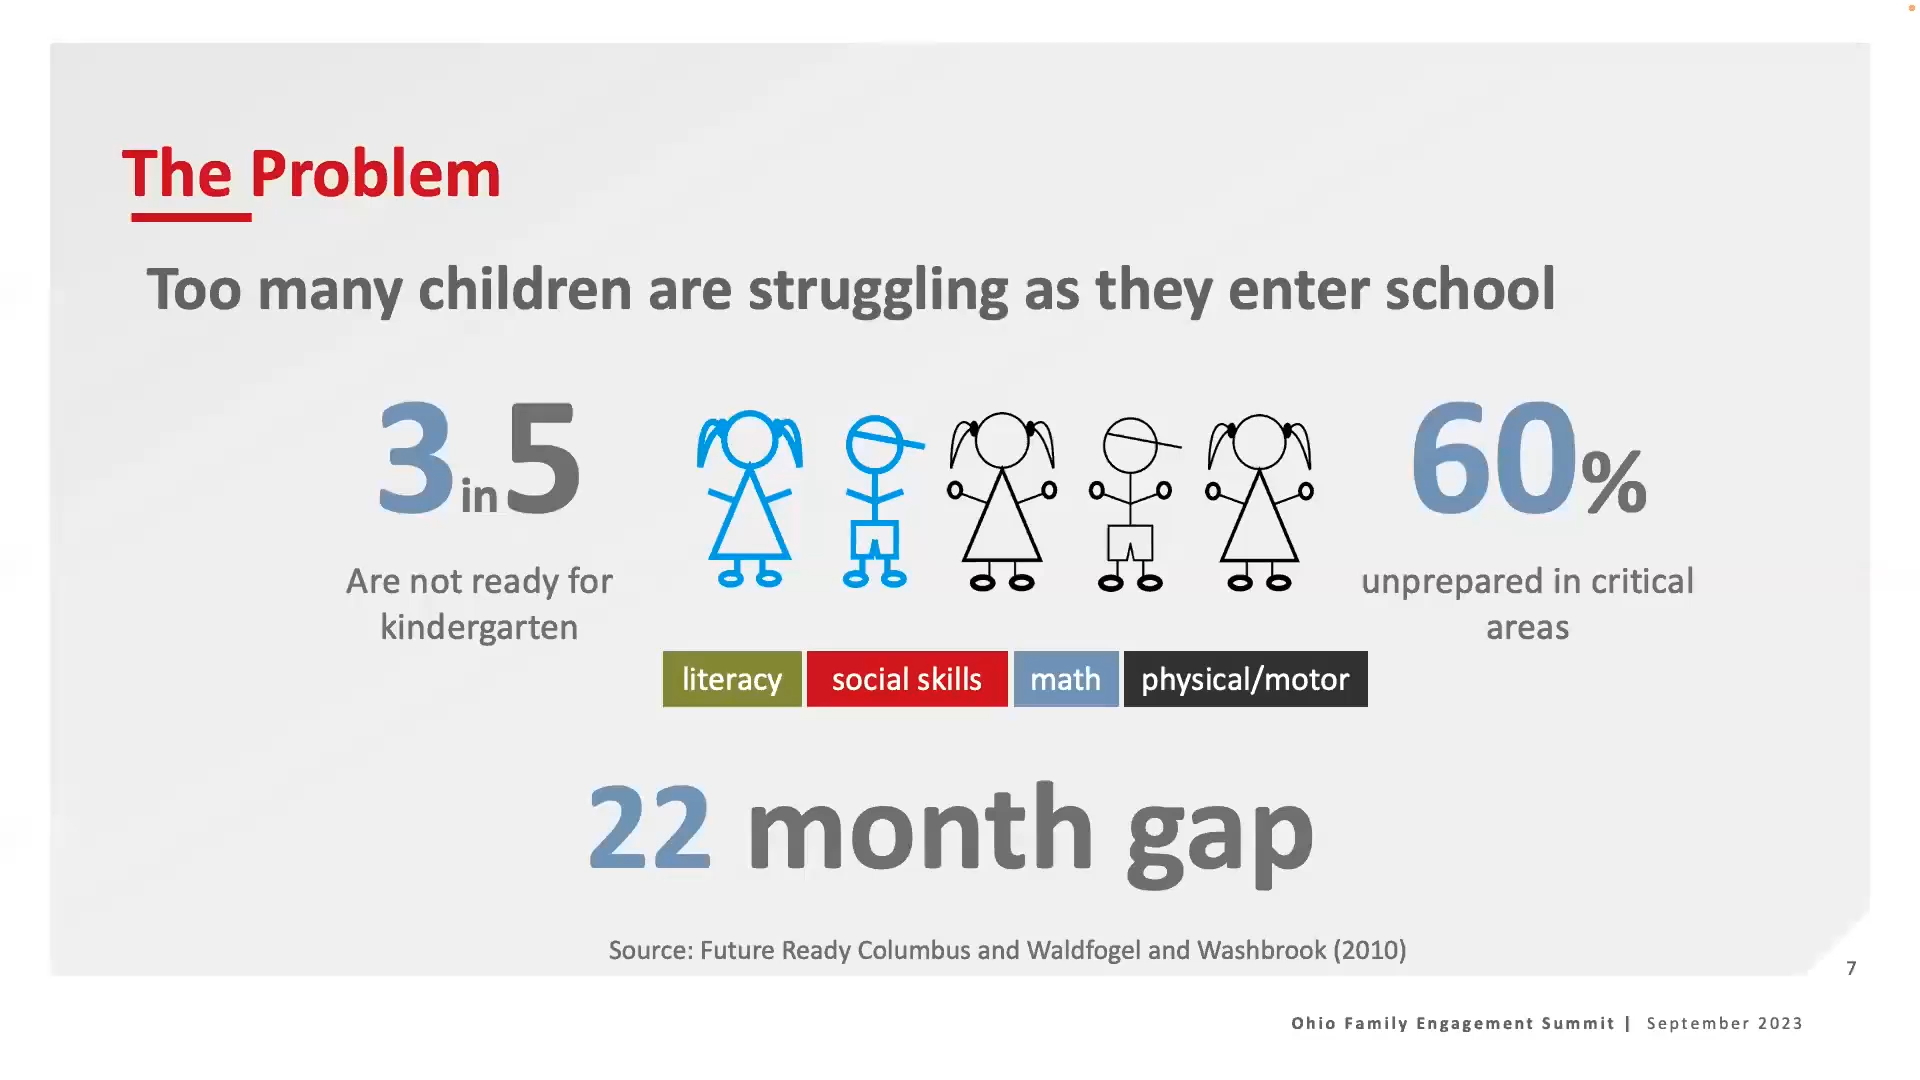 The Problem
Too many children are struggling as they enter school
3 in 5
Are not ready for
kindergarten
60%
unprepared in critical
areas
literacy
social skills
math
physical/motor
22 month gap
Source: Future Ready Columbus and Waldfogel and Washbrook (2010)
7
Ohio Family Engagement Summit | September 2023